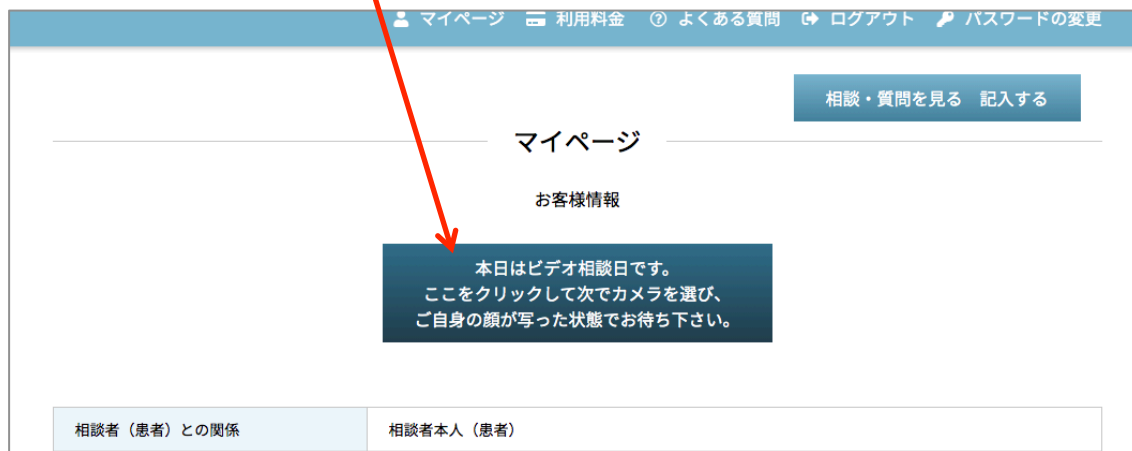 マイページ 利用料金 よくある質問 ログアウト パスワードの変更
相談・質問を見る 記入する
マイページ
お客様情報
本日はビデオ相談日です。
ここをクリックして次でカメラを選び、
ご自身の顔が写った状態でお待ち下さい。
相談者（患者）との関係 相談者本人（患者）